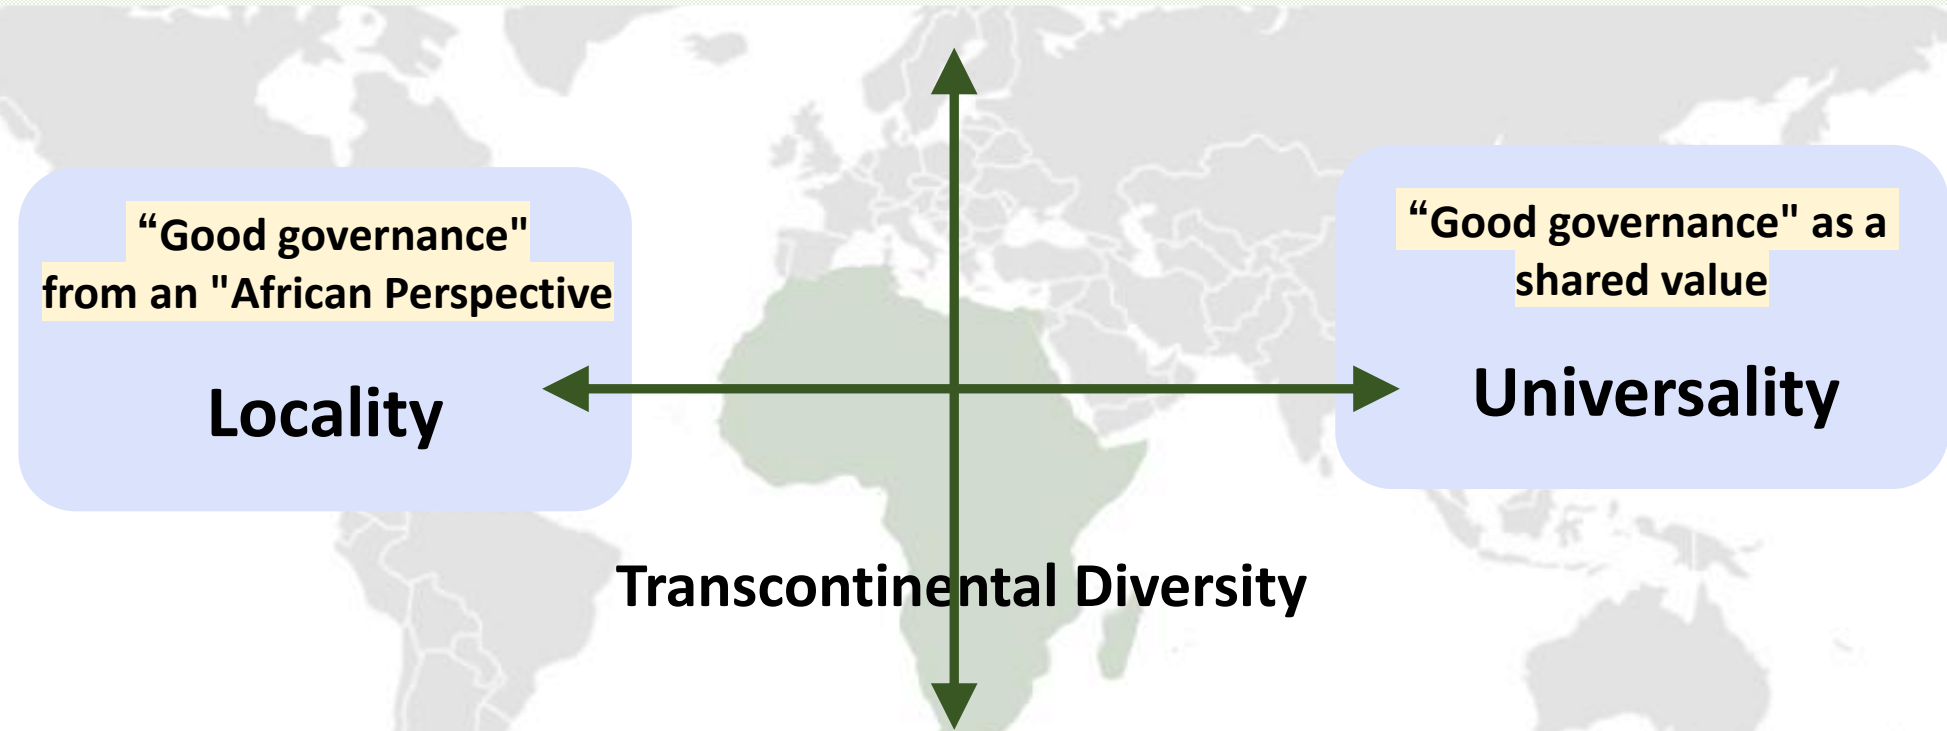 “Good governance"
from an "African Perspective
Locality
“Good governance" as a
shared value
Universality
Transcontinental Diversity